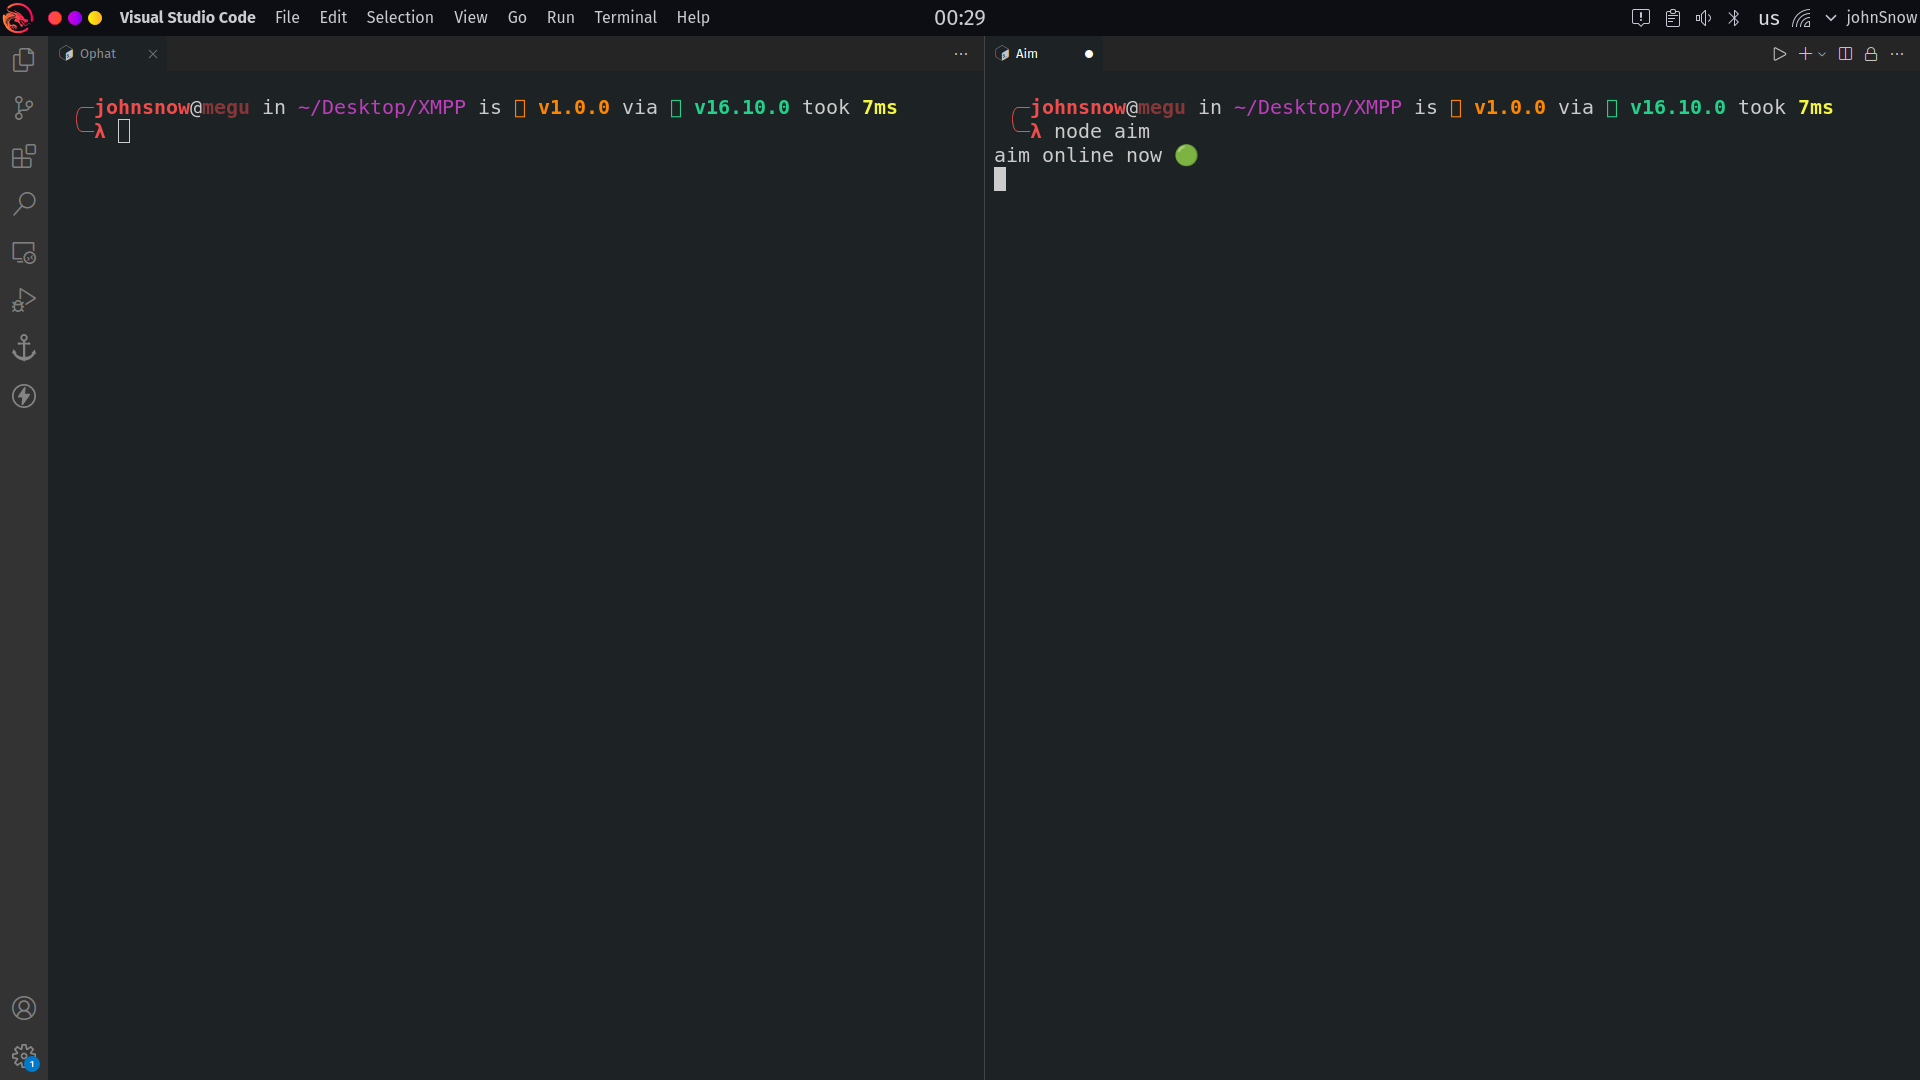 Visual Studio Code File Edit Selection View Go Run Terminal Help 00:29 us johnSnow
Ophat
johnsnow@megu in ~/Desktop/XMPP is v1.0.0 via v16.10.0 took 7ms
λ
Aim
johnsnow@megu in ~/Desktop/XMPP is v1.0.0 via v16.10.0 took 7ms
λ node aim
aim online now 🟢
1